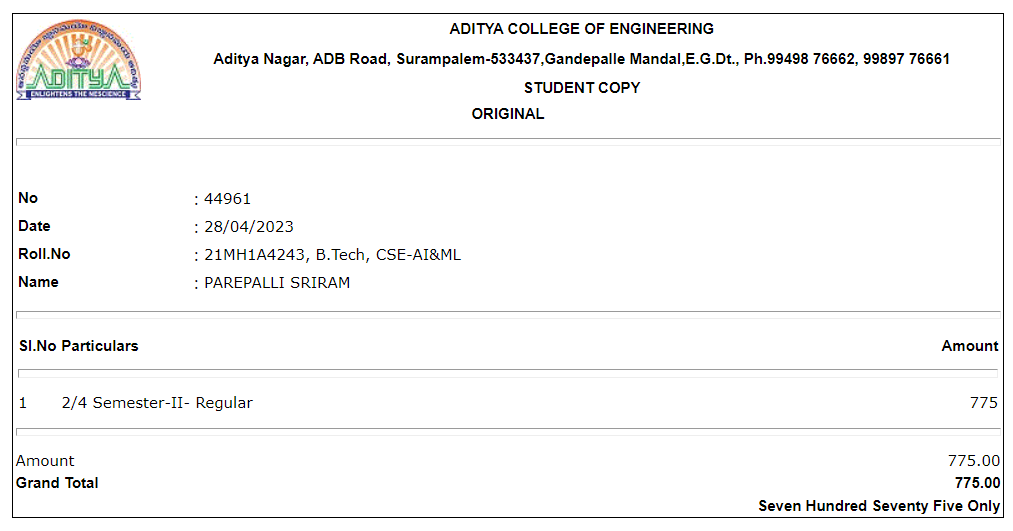 ADITYA
ENLIGHTENS THE NESCIENCE
ADITYA COLLEGE OF ENGINEERING
Aditya Nagar, ADB Road, Surampalem-533437,Gandepalle Mandal,E.G.Dt., Ph.99498 76662, 99897 76661
STUDENT COPY
ORIGINAL
No : 44961
Date : 28/04/2023
Roll.No : 21MH1A4243, B.Tech, CSE-AI&ML
Name : PAREPALLI SRIRAM
Sl.No Particulars Amount
1 2/4 Semester-II- Regular 775
Amount 775.00
Grand Total 775.00
Seven Hundred Seventy Five Only